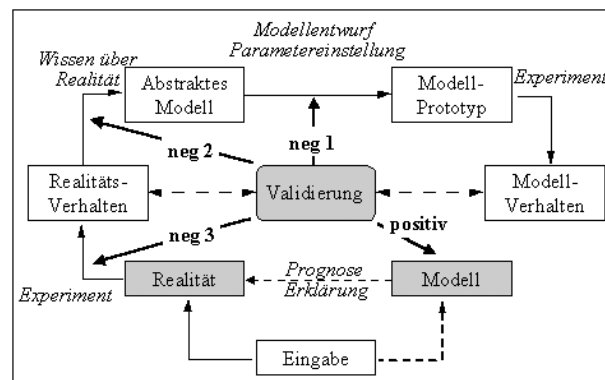 Modellentwurf
Parametereinstellung
Wissen über
Realität
Abstraktes
Modell
Modell-
Prototyp
Experiment
neg 1
neg 2
Realitäts-
Verhalten
Validierung
Modell-
Verhalten
neg 3
positiv
Experiment
Realität
Prognose
Erklärung
Modell
Eingabe